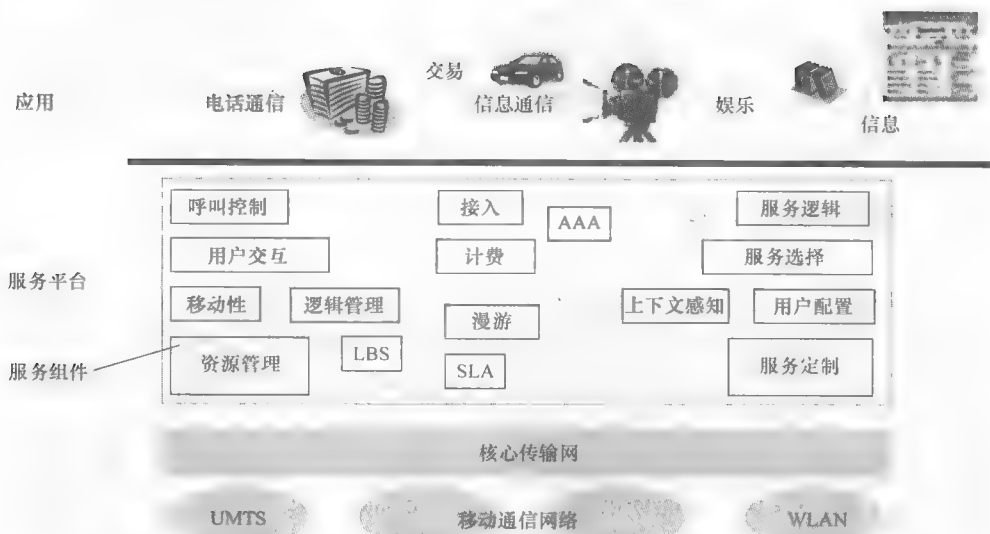 交易
应用
电话通信
信息通信
娱乐
信息
呼叫控制
接入
AAA
服务逻辑
用户交互
计费
服务选择
服务平台
移动性
逻辑管理
漫游
上下文感知
用户配置
服务组件
资源管理
LBS
SLA
服务定制
核心传输网
UMTS
移动通信网络
WLAN